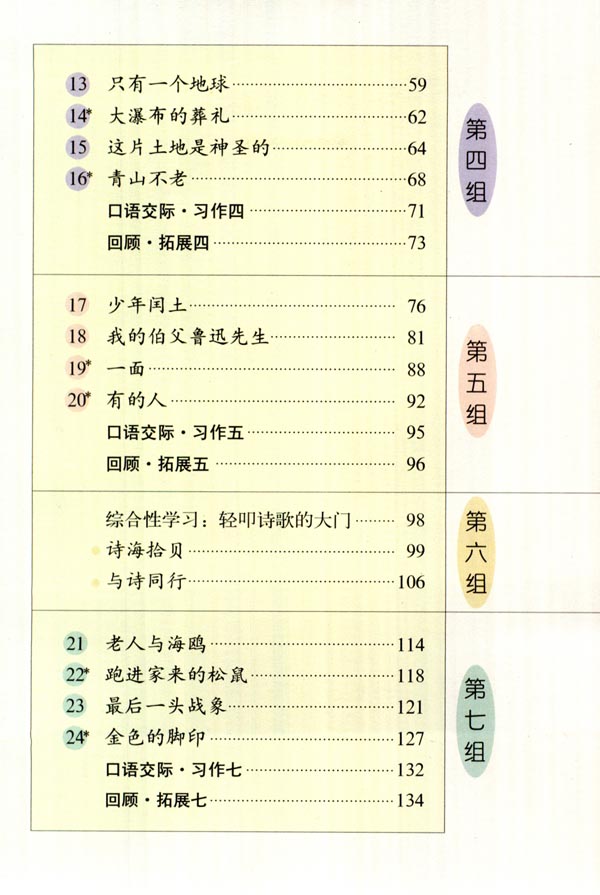 13 只有一个地球 59
14* 大瀑布的葬礼 62
15 这片土地是神圣的 64
16* 青山不老 68
口语交际·习作四 71
回顾·拓展四 73
第四组
17 少年闰土 76
18 我的伯父鲁迅先生 81
19* 一面 88
20* 有的人 92
口语交际·习作五 95
回顾·拓展五 96
第五组
综合性学习：轻叩诗歌的大门 98
诗海拾贝 99
与诗同行 106
第六组
21 老人与海鸥 114
22* 跑进家来的松鼠 118
23 最后一头战象 121
24* 金色的脚印 127
口语交际·习作七 132
回顾·拓展七 134
第七组